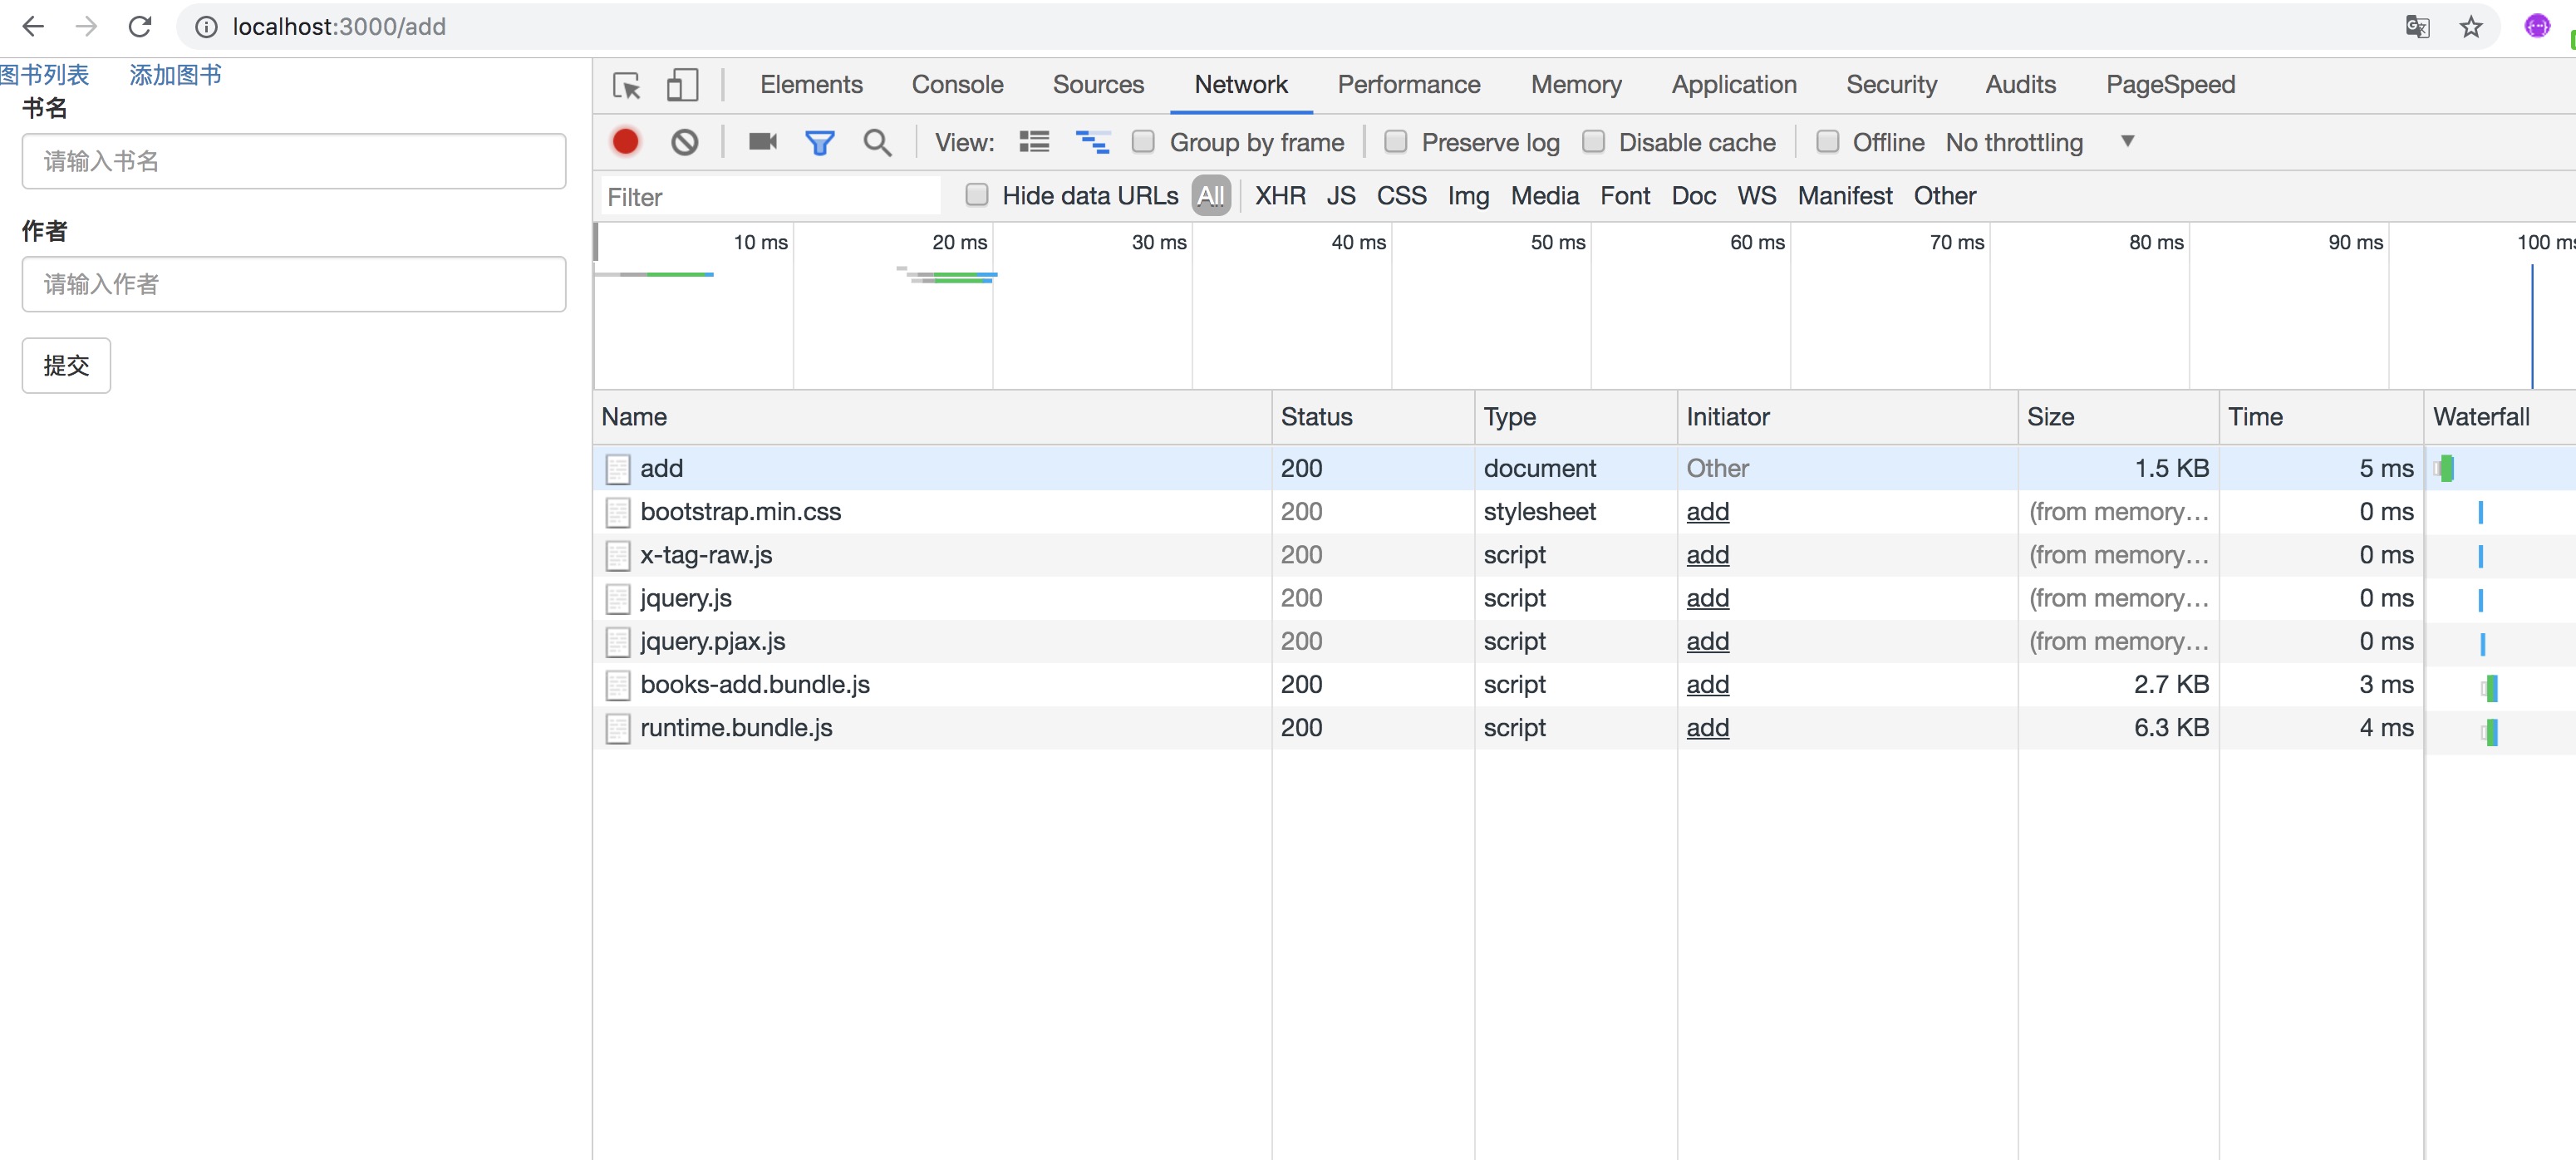 localhost:3000/add
图书列表 添加图书
书名
请输入书名
作者
请输入作者
提交
Elements Console Sources Network Performance Memory Application Security Audits PageSpeed
View: Group by frame Preserve log Disable cache Offline No throttling
Filter Hide data URLs All XHR JS CSS Img Media Font Doc WS Manifest Other
10 ms 20 ms 30 ms 40 ms 50 ms 60 ms 70 ms 80 ms 90 ms 100 ms
Name Status Type Initiator Size Time Waterfall
add 200 document Other 1.5 KB 5 ms
bootstrap.min.css 200 stylesheet add (from memory… 0 ms
x-tag-raw.js 200 script add (from memory… 0 ms
jquery.js 200 script add (from memory… 0 ms
jquery.pjax.js 200 script add (from memory… 0 ms
books-add.bundle.js 200 script add 2.7 KB 3 ms
runtime.bundle.js 200 script add 6.3 KB 4 ms